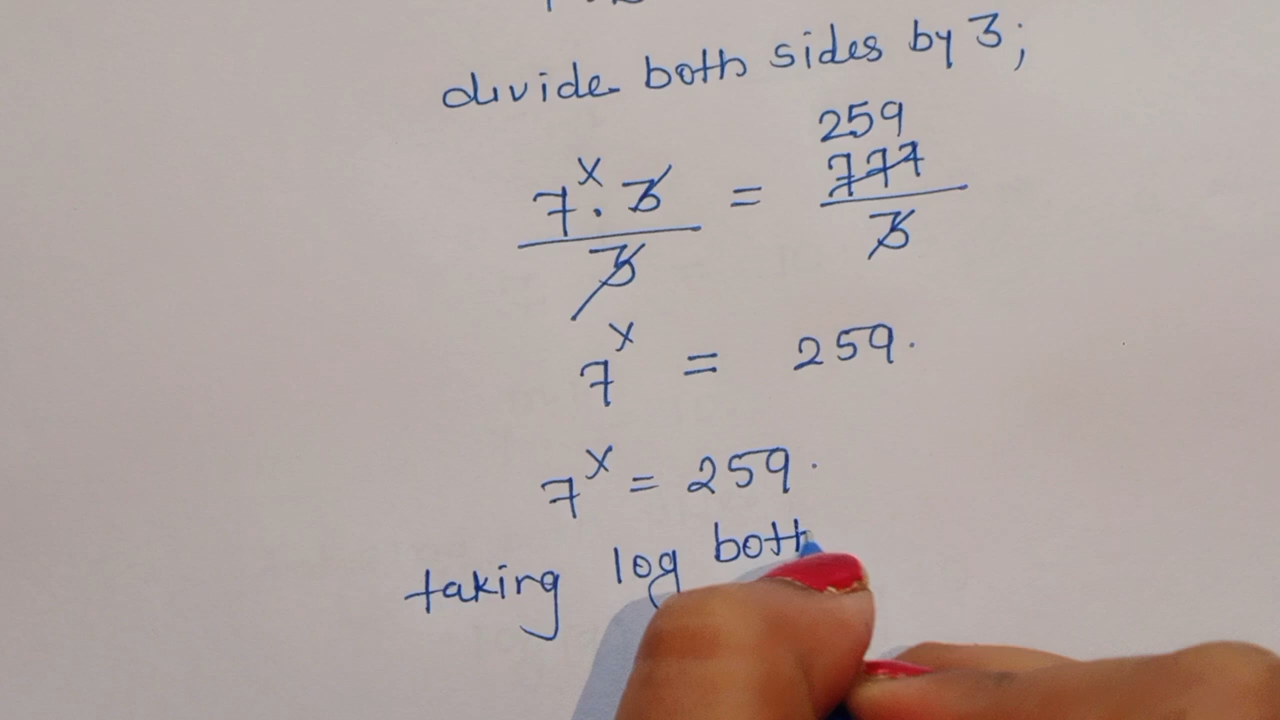 divide both sides by 3;
259
7^x . 3 = 777
3 3
7^x = 259.
7^x = 259.
taking log both